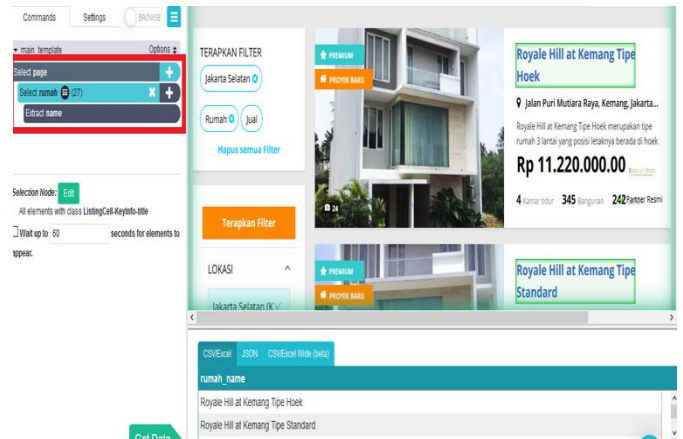 Commands Settings BROWSE
main template Options
Select page
Select rumah (27)
Extract name
Selection Node: Edit
All elements with class ListingCell-KeyInfo-title
Wait up to 60 seconds for elements to
appear.
Get Data
TERAPKAN FILTER
Jakarta Selatan
Rumah Jual
Hapus semua Filter
Terapkan Filter
LOKASI
Jakarta Selatan (K
PREMIUM
PROYEK BARU
24
Royale Hill at Kemang Tipe
Hoek
Jalan Puri Mutiara Raya, Kemang, Jakarta...
Royale Hill at Kemang Tipe Hoek merupakan tipe
rumah 3 lantai yang posisi letaknya berada di hoek
Rp 11.220.000.00
4 Kamar tidur 345 Bangunan 242 Partner Resmi
PREMIUM
PROYEK BARU
Royale Hill at Kemang Tipe
Standard
CSV/Excel JSON CSV/Excel Wide (beta)
rumah_name
Royale Hill at Kemang Tipe Hoek
Royale Hill at Kemang Tipe Standard